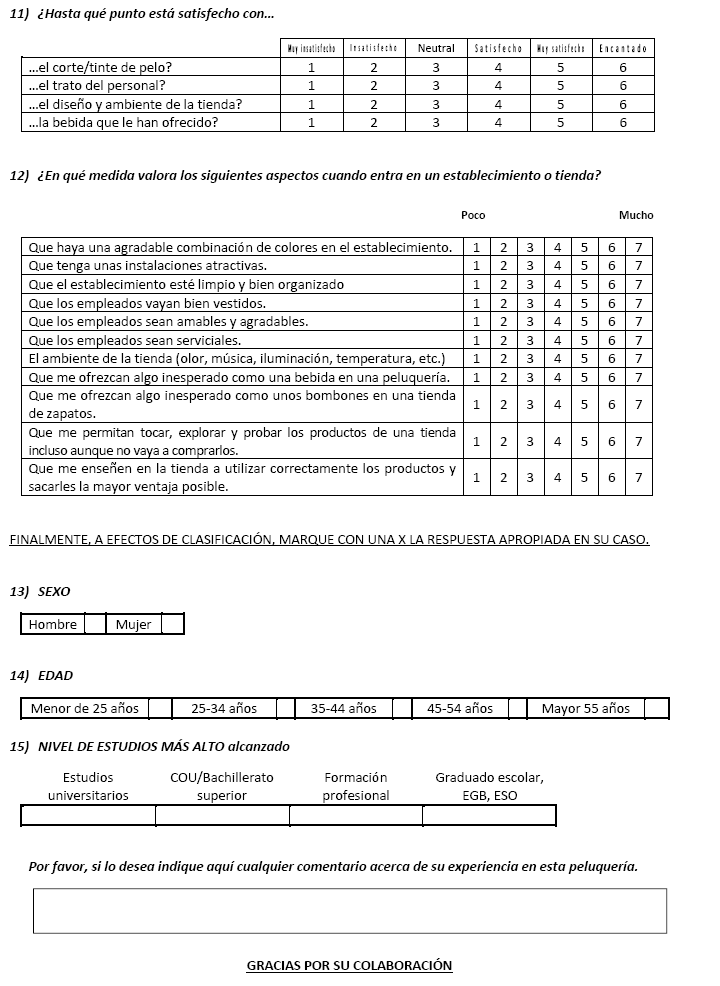 11) ¿Hasta qué punto está satisfecho con...
Muy insatisfecho Insatisfecho Neutral Satisfecho Muy satisfecho Encantado
...el corte/tinte de pelo? 1 2 3 4 5 6
...el trato del personal? 1 2 3 4 5 6
...el diseño y ambiente de la tienda? 1 2 3 4 5 6
...la bebida que le han ofrecido? 1 2 3 4 5 6
12) ¿En qué medida valora los siguientes aspectos cuando entra en un establecimiento o tienda?
Poco Mucho
Que haya una agradable combinación de colores en el establecimiento. 1 2 3 4 5 6 7
Que tenga unas instalaciones atractivas. 1 2 3 4 5 6 7
Que el establecimiento esté limpio y bien organizado 1 2 3 4 5 6 7
Que los empleados vayan bien vestidos. 1 2 3 4 5 6 7
Que los empleados sean amables y agradables. 1 2 3 4 5 6 7
Que los empleados sean serviciales. 1 2 3 4 5 6 7
El ambiente de la tienda (olor, música, iluminación, temperatura, etc.) 1 2 3 4 5 6 7
Que me ofrezcan algo inesperado como una bebida en una peluquería. 1 2 3 4 5 6 7
Que me ofrezcan algo inesperado como unos bombones en una tienda
de zapatos. 1 2 3 4 5 6 7
Que me permitan tocar, explorar y probar los productos de una tienda
incluso aunque no vaya a comprarlos. 1 2 3 4 5 6 7
Que me enseñen en la tienda a utilizar correctamente los productos y
sacarles la mayor ventaja posible. 1 2 3 4 5 6 7
FINALMENTE, A EFECTOS DE CLASIFICACIÓN, MARQUE CON UNA X LA RESPUESTA APROPIADA EN SU CASO.
13) SEXO
Hombre Mujer
14) EDAD
Menor de 25 años 25-34 años 35-44 años 45-54 años Mayor 55 años
15) NIVEL DE ESTUDIOS MÁS ALTO alcanzado
Estudios COU/Bachillerato Formación Graduado escolar,
universitarios superior profesional EGB, ESO
Por favor, si lo desea indique aquí cualquier comentario acerca de su experiencia en esta peluquería.
GRACIAS POR SU COLABORACIÓN